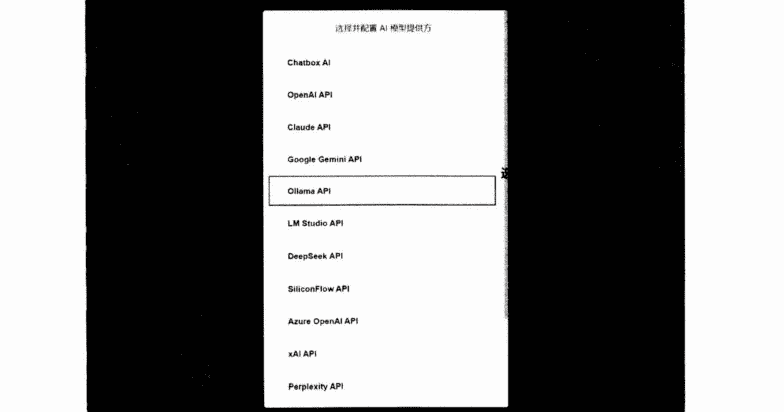 选择并配置 AI 模型提供方
Chatbox AI
OpenAI API
Claude API
Google Gemini API
Ollama API
LM Studio API
DeepSeek API
SiliconFlow API
Azure OpenAI API
xAI API
Perplexity API